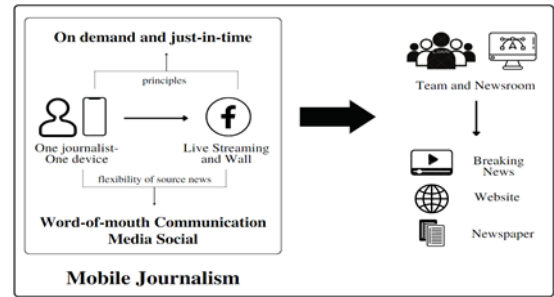 On demand and just-in-time
principles
One journalist-
One device
Live Streaming
and Wall
flexibility of source news
Word-of-mouth Communication
Media Social
Mobile Journalism
Team and Newsroom
Breaking
News
Website
Newspaper